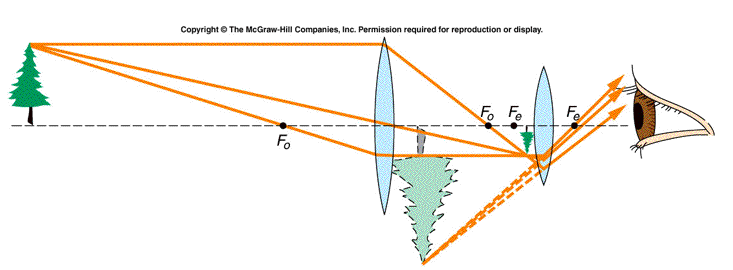 Copyright © The McGraw-Hill Companies, Inc. Permission required for reproduction or display.
Fo Fe Fe
Fo